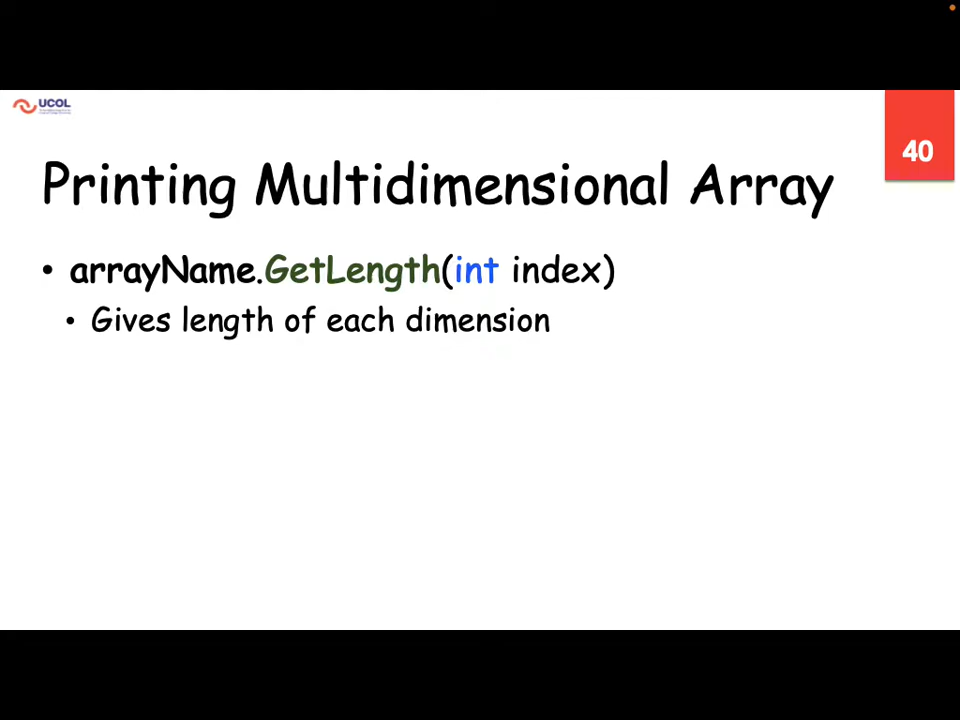 UCOL
40
Printing Multidimensional Array
• arrayName.GetLength(int index)
• Gives length of each dimension